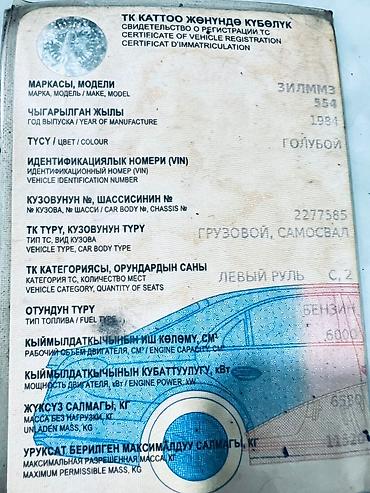 ТК КАТТОО ЖӨНҮНДӨ КҮБӨЛҮК
СВИДЕТЕЛЬСТВО О РЕГИСТРАЦИИ ТС
CERTIFICATE OF VEHICLE REGISTRATION
CERTIFICAT D'IMMATRICULATION
МАРКАСЫ, МОДЕЛИ
МАРКА, МОДЕЛЬ / MAKE, MODEL
ЗИЛММЗ
554
ЧЫГАРЫЛГАН ЖЫЛЫ
ГОД ВЫПУСКА / YEAR OF MANUFACTURE
1984
ТҮСҮ / ЦВЕТ / COLOUR
ГОЛУБОЙ
ИДЕНТИФИКАЦИЯЛЫК НОМЕРИ (VIN)
ИДЕНТИФИКАЦИОННЫЙ НОМЕР (VIN)
VEHICLE IDENTIFICATION NUMBER
КУЗОВУНУН №, ШАССИСИНИН №
№ КУЗОВА, № ШАССИ / CAR BODY №, CHASSIS №
2277585
ТК ТҮРҮ, КУЗОВУНУН ТҮРҮ
ТИП ТС, ВИД КУЗОВА
VEHICLE TYPE, CAR BODY TYPE
ГРУЗОВОЙ, САМОСВАЛ
ТК КАТЕГОРИЯСЫ, ОРУНДАРДЫН САНЫ
КАТЕГОРИЯ ТС, КОЛИЧЕСТВО МЕСТ
VEHICLE CATEGORY, QUANTITY OF SEATS
ЛЕВЫЙ РУЛЬ C, 2
ОТУНДУН ТҮРҮ
ТИП ТОПЛИВА / FUEL TYPE
БЕНЗИН
КЫЙМЫЛДАТКЫЧЫНЫН ИШ КӨЛӨМҮ, СМ³
РАБОЧИЙ ОБЪЕМ ДВИГАТЕЛЯ, СМ³ / ENGINE CAPACITY, CM³
6000
КЫЙМЫЛДАТКЫЧЫНЫН КУБАТТУУЛУГУ, кВт
МОЩНОСТЬ ДВИГАТЕЛЯ, кВт / ENGINE POWER, kW
ЖҮКСҮЗ САЛМАГЫ, КГ
МАССА БЕЗ НАГРУЗКИ, КГ
UNLADEN MASS, KG
УРУКСАТ БЕРИЛГЕН МАКСИМАЛДУУ САЛМАГЫ, КГ
МАКСИМАЛЬНАЯ РАЗРЕШЕННАЯ МАССА, КГ
PERMISSIBLE MAXIMUM MASS, KG